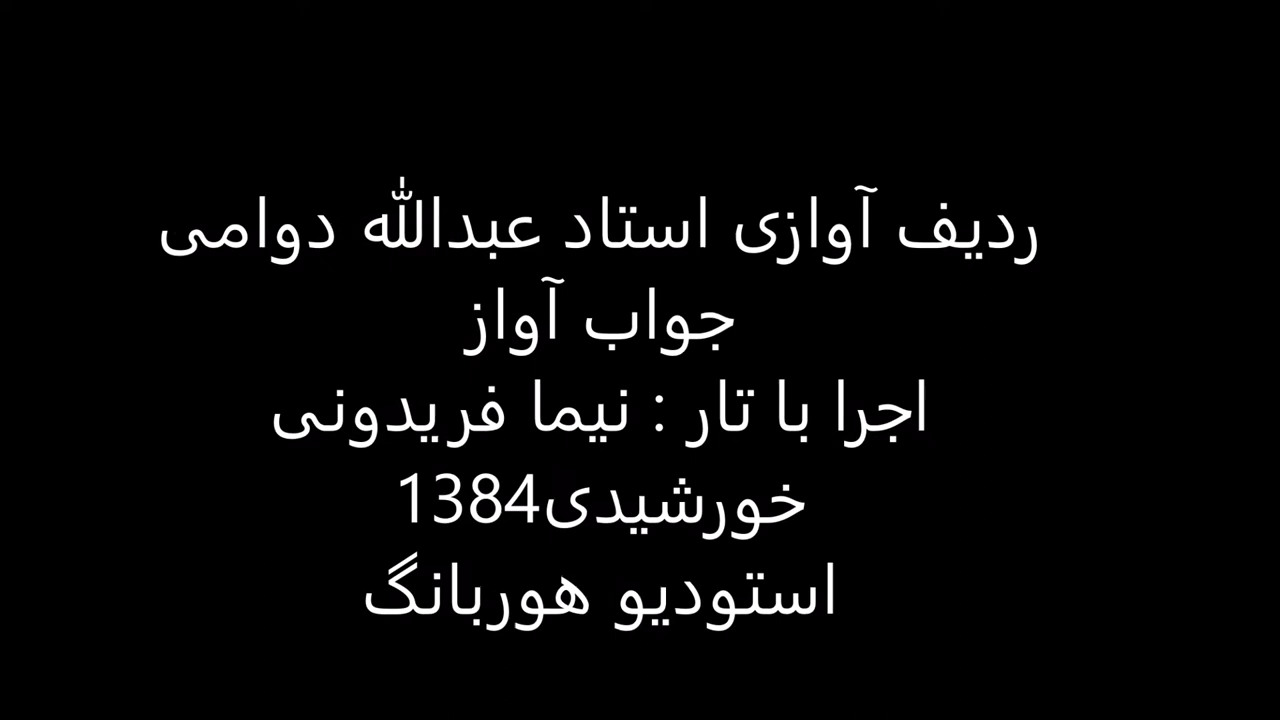 ردیف آوازی استاد عبدالله دوامی
جواب آواز
اجرا با تار : نیما فریدونی
خورشیدی1384
استودیو هوربانگ